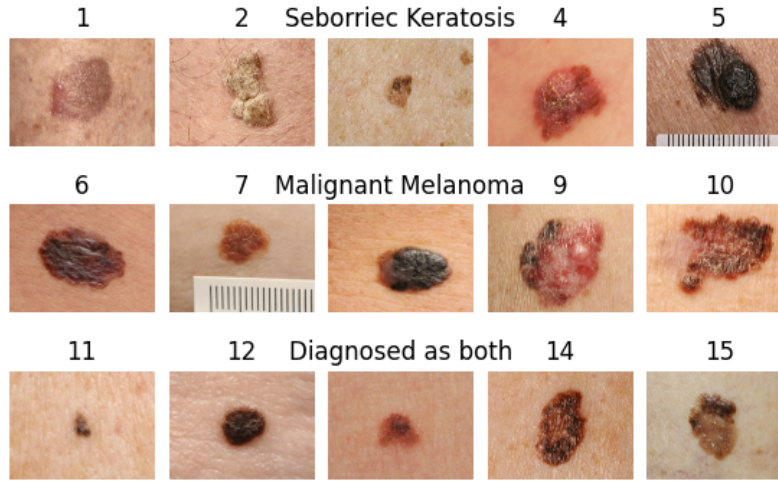 1 2 Seborriec Keratosis 4 5
6 7 Malignant Melanoma 9 10
11 12 Diagnosed as both 14 15